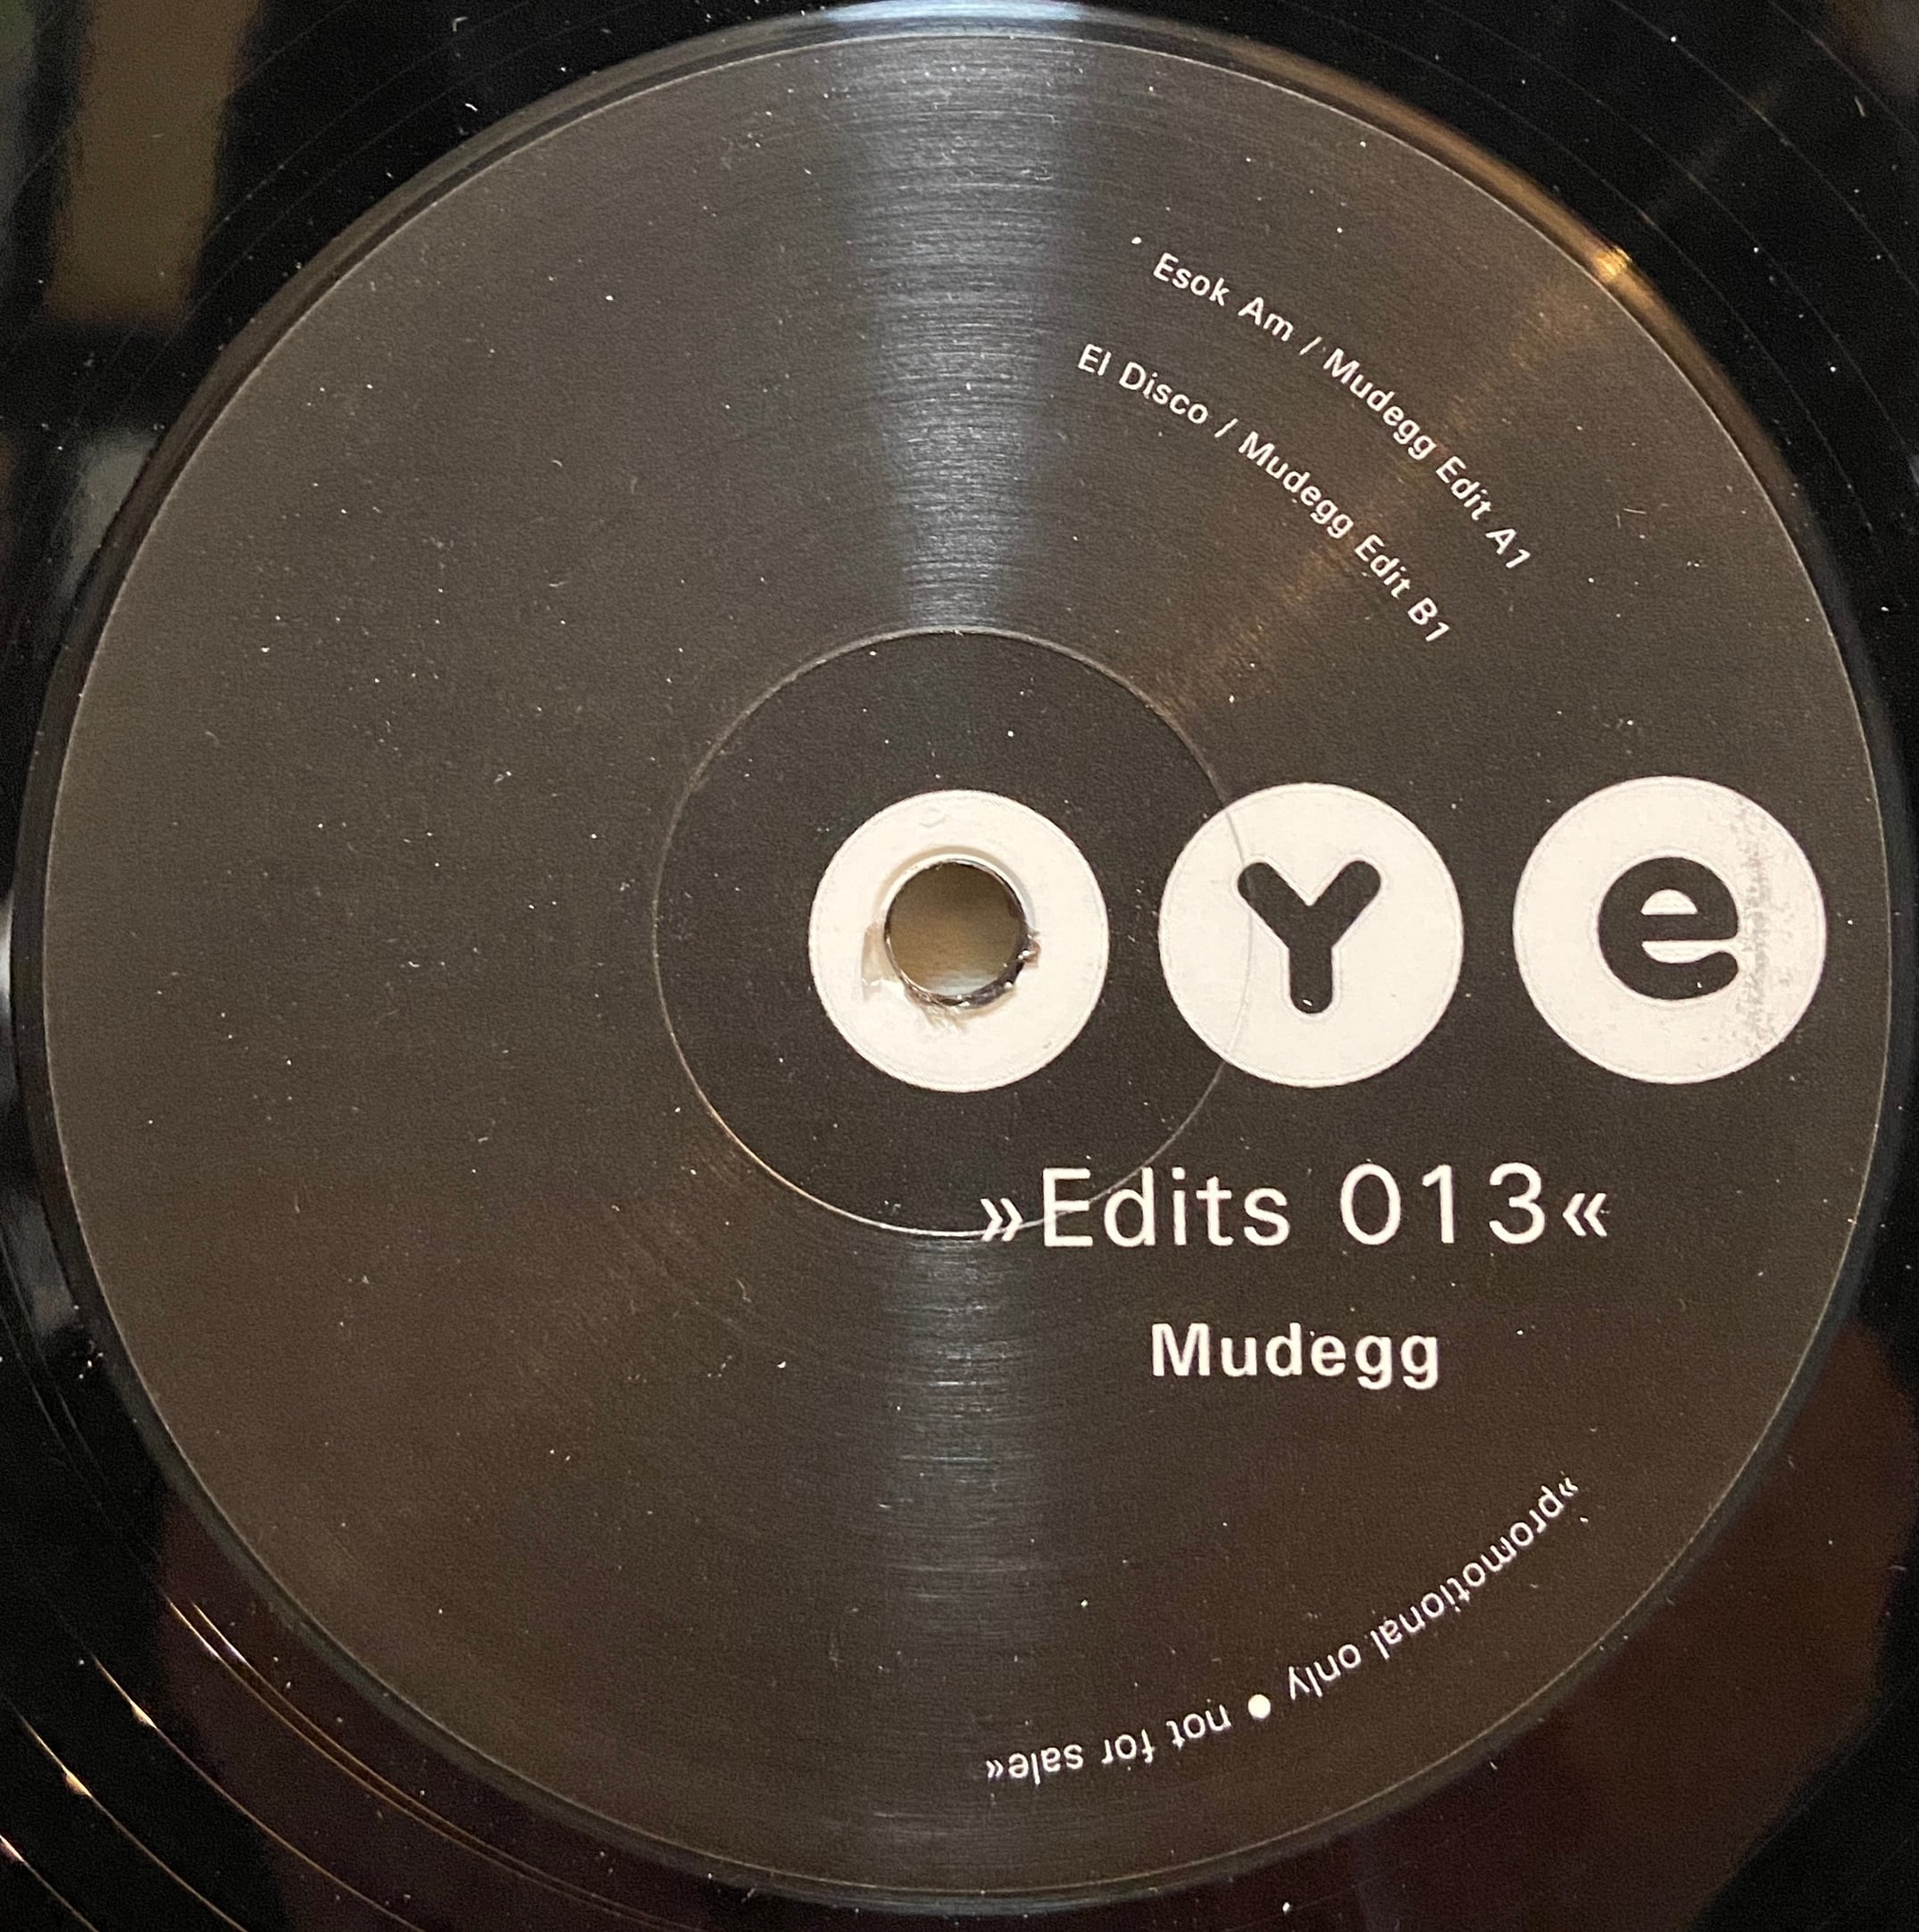 Esok Am / Mudegg Edit A1
El Disco / Mudegg Edit B1
oye
»Edits 013«
Mudegg
»promotional only ● not for sale«